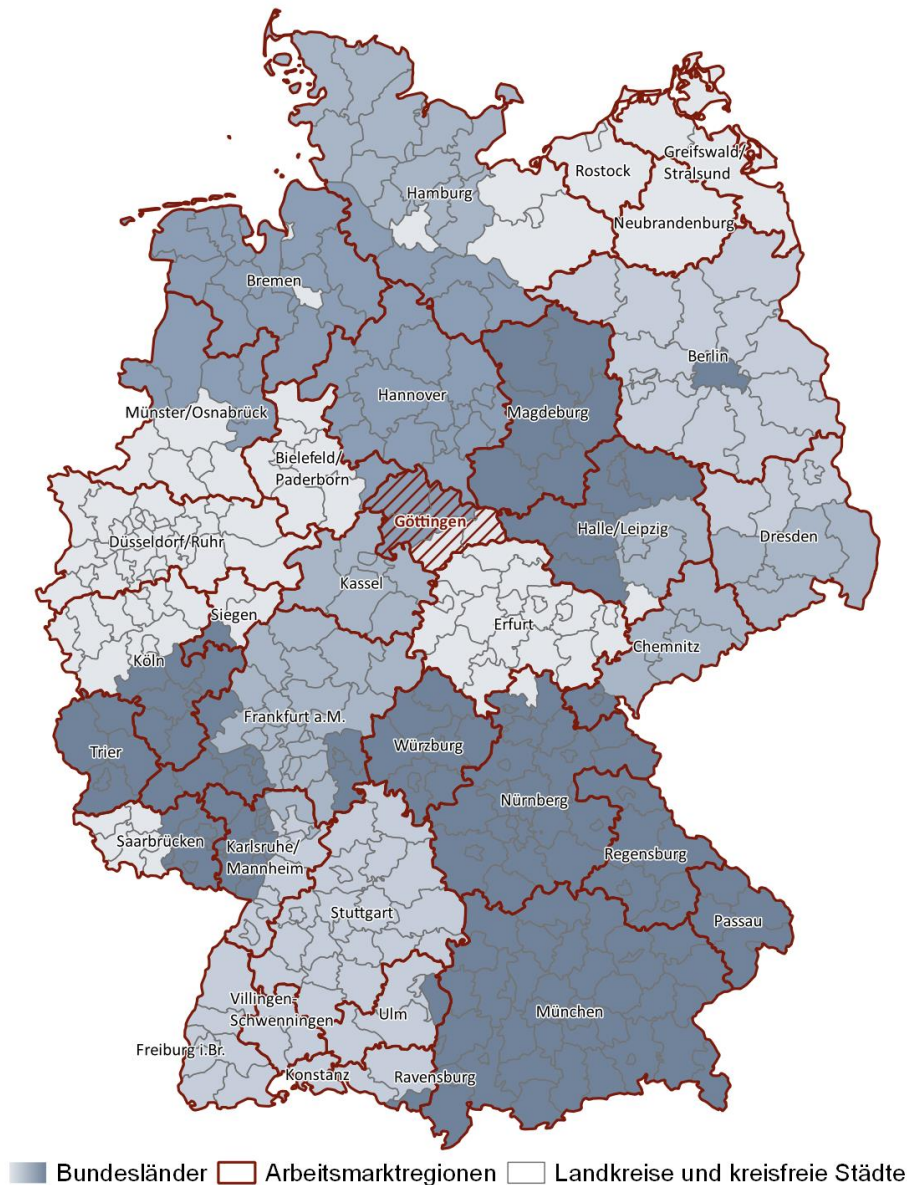 Hamburg
Rostock
Greifswald/
Stralsund
Neubrandenburg
Bremen
Berlin
Hannover
Magdeburg
Münster/Osnabrück
Bielefeld/
Paderborn
Göttingen
Halle/Leipzig
Dresden
Düsseldorf/Ruhr
Kassel
Siegen
Erfurt
Chemnitz
Köln
Frankfurt a.M.
Trier
Würzburg
Nürnberg
Saarbrücken
Karlsruhe/
Mannheim
Regensburg
Stuttgart
Passau
Villingen-
Schwenningen
Ulm
München
Freiburg i.Br.
Konstanz
Ravensburg
Bundesländer Arbeitsmarktregionen Landkreise und kreisfreie Städte